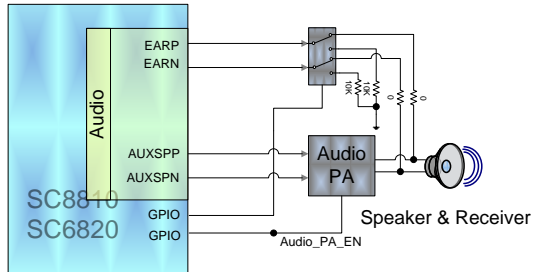 EARP
EARN
Audio
AUXSPP
AUXSPN
SC8810
SC6820
GPIO
GPIO
10K
10K
0
0
Audio
PA
Audio_PA_EN
Speaker & Receiver